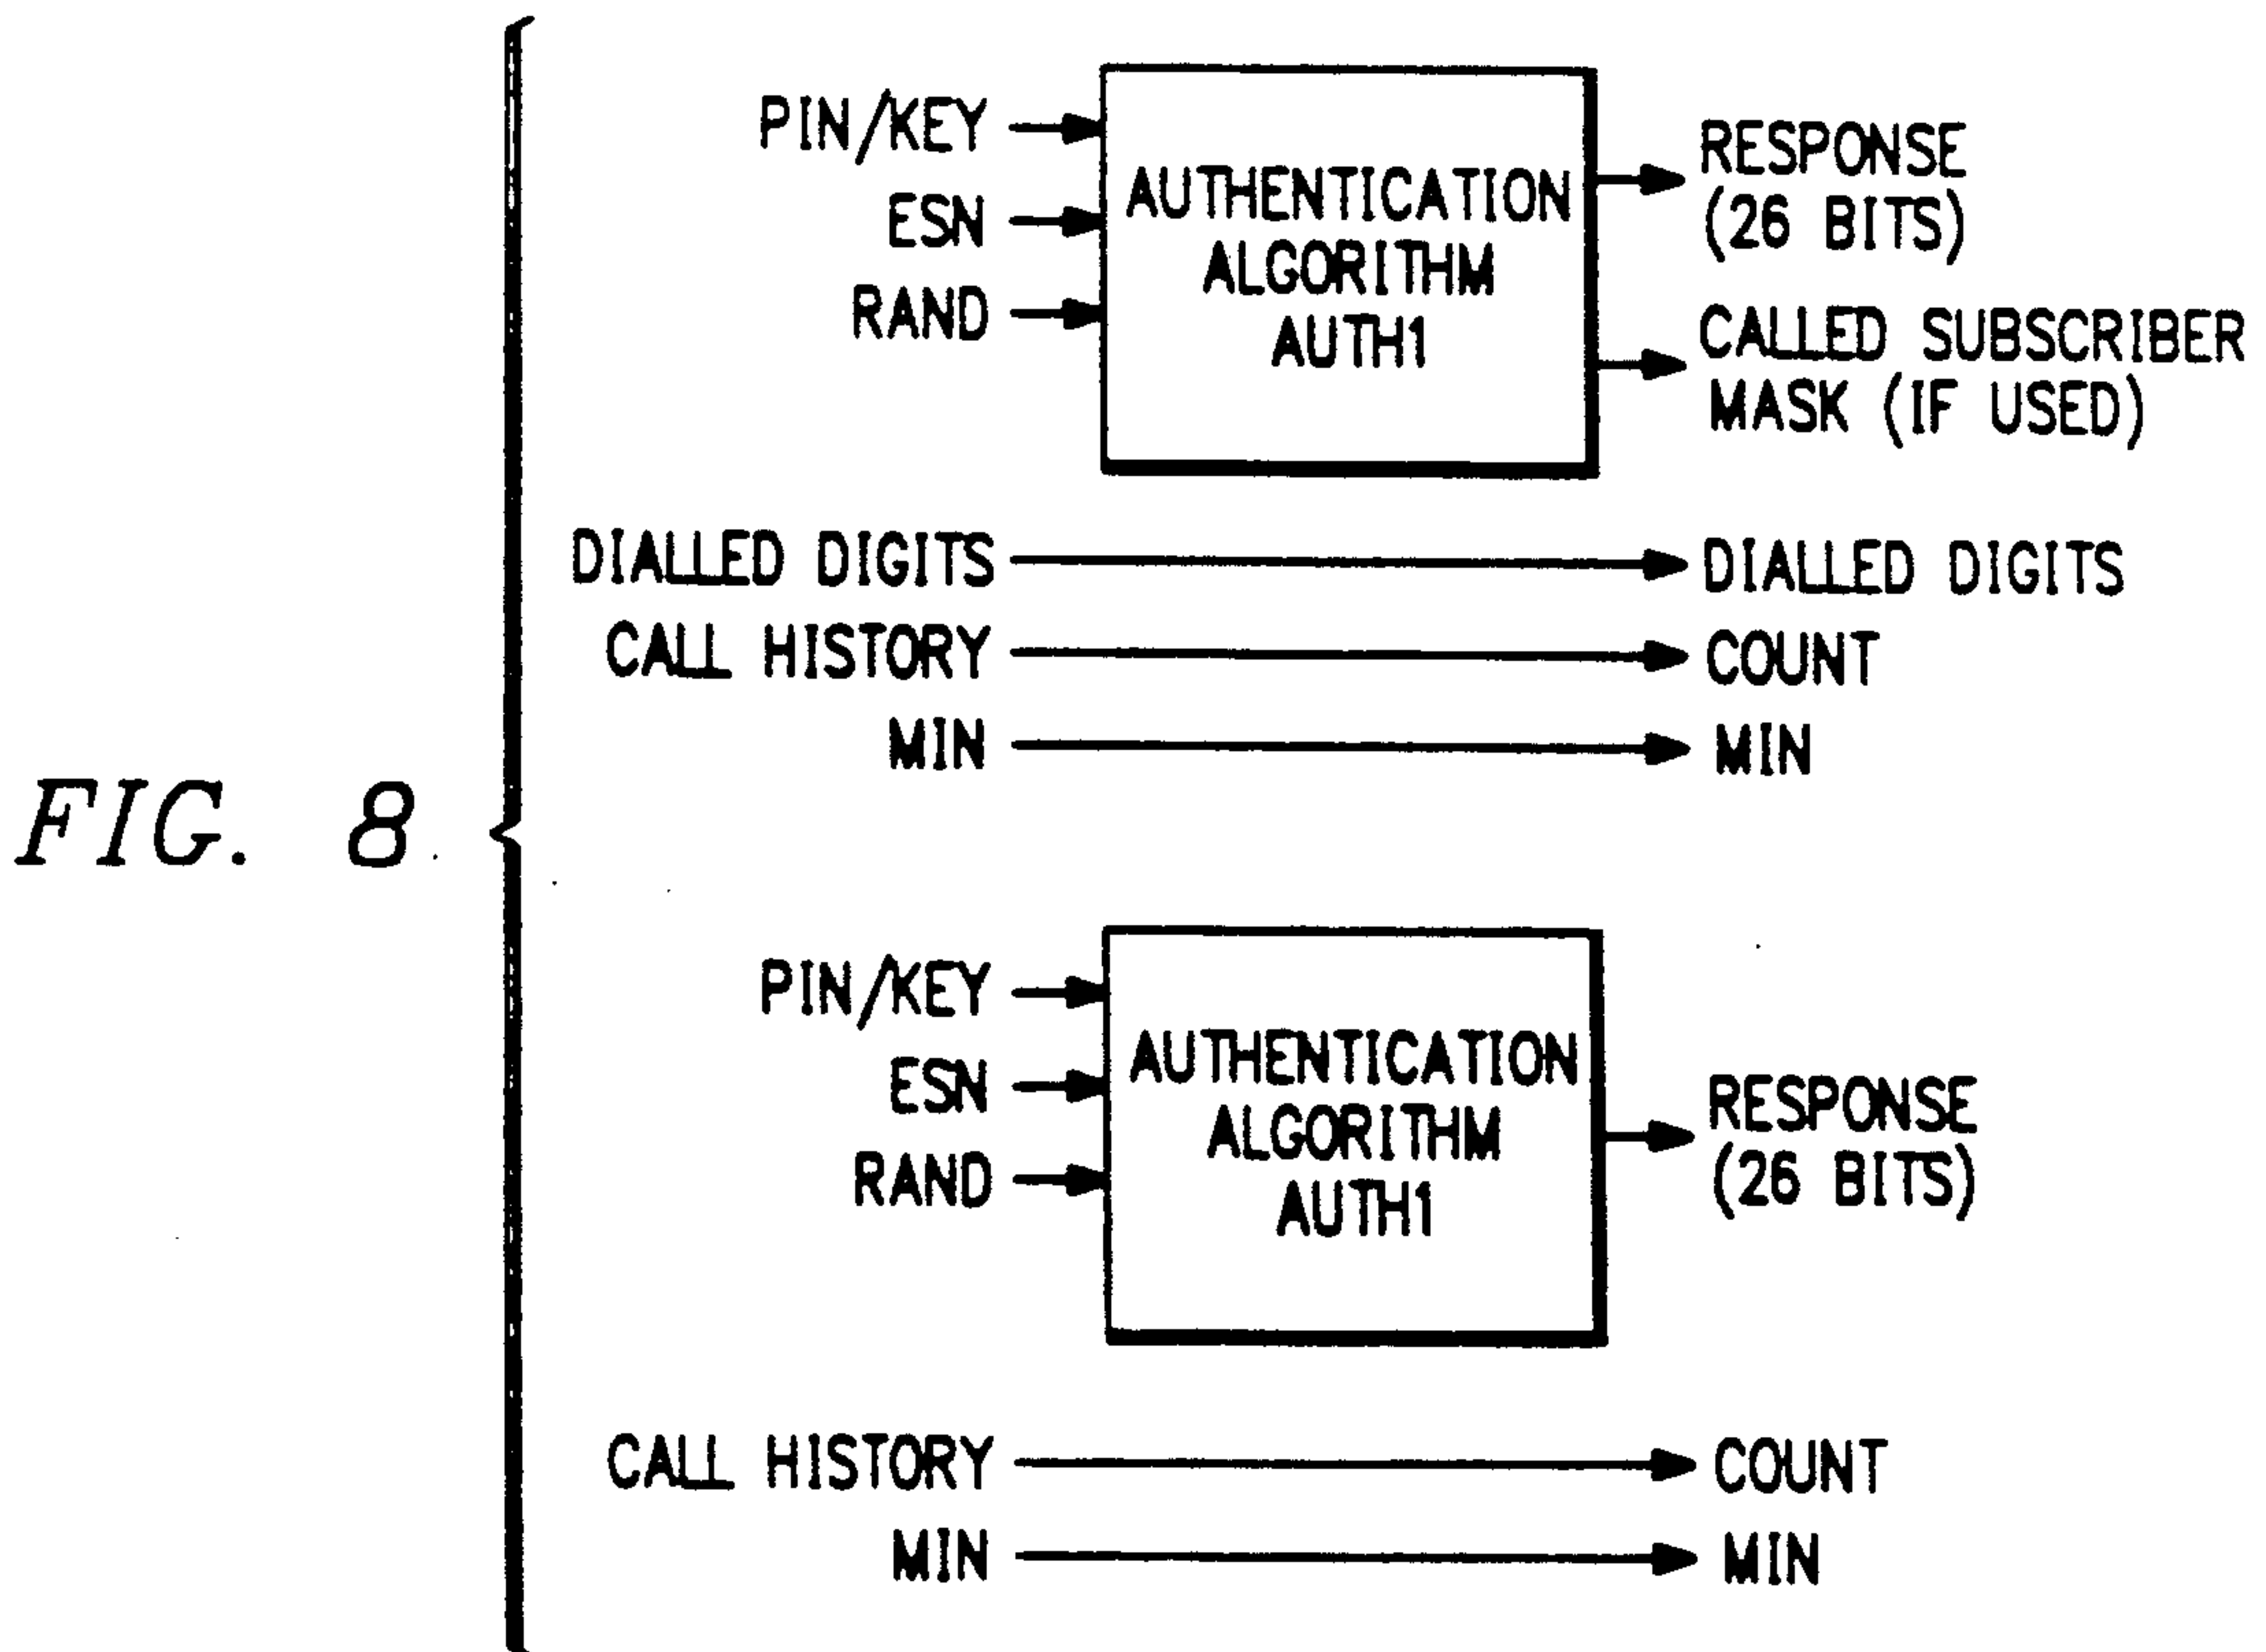 PIN/KEY
ESN
RAND
AUTHENTICATION
ALGORITHM
AUTH1
RESPONSE
(26 BITS)
CALLED SUBSCRIBER
MASK (IF USED)
DIALLED DIGITS
DIALLED DIGITS
CALL HISTORY
COUNT
MIN
MIN
FIG. 8
PIN/KEY
ESN
RAND
AUTHENTICATION
ALGORITHM
AUTH1
RESPONSE
(26 BITS)
CALL HISTORY
COUNT
MIN
MIN